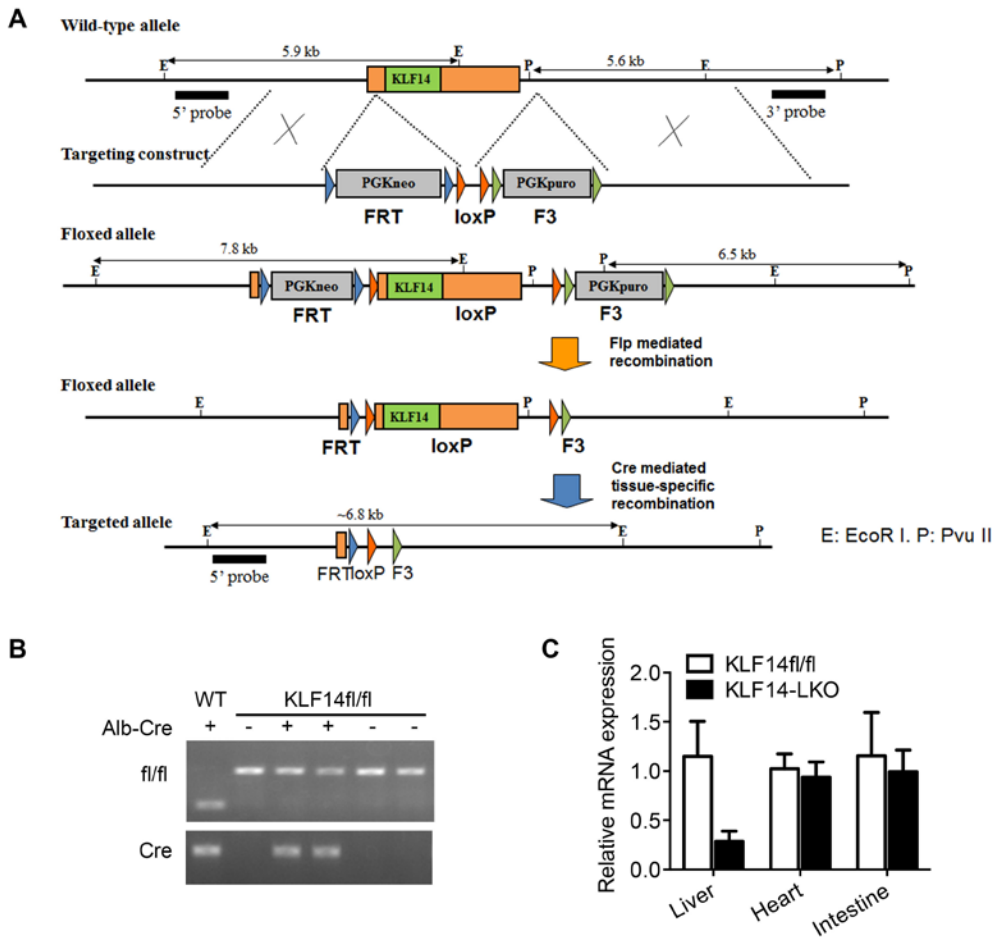 A
Wild-type allele
E 5.9 kb E P 5.6 kb E P
KLF14
5’ probe
3’ probe
Targeting construct
PGKneo PGKpuro
FRT loxP F3
Floxed allele
7.8 kb 6.5 kb
E E P P E P
PGKneo KLF14 PGKpuro
FRT loxP F3
Flp mediated
recombination
Floxed allele
E P E P
KLF14
FRT loxP F3
Cre mediated
tissue-specific
recombination
Targeted allele
E ~6.8 kb E P
5’ probe
FRT loxP F3
E: EcoR I. P: Pvu II
B
WT KLF14fl/fl
Alb-Cre + - + + - -
fl/fl
Cre
C
Relative mRNA expression
KLF14fl/fl
KLF14-LKO
2.0
1.5
1.0
0.5
0.0
Liver Heart Intestine